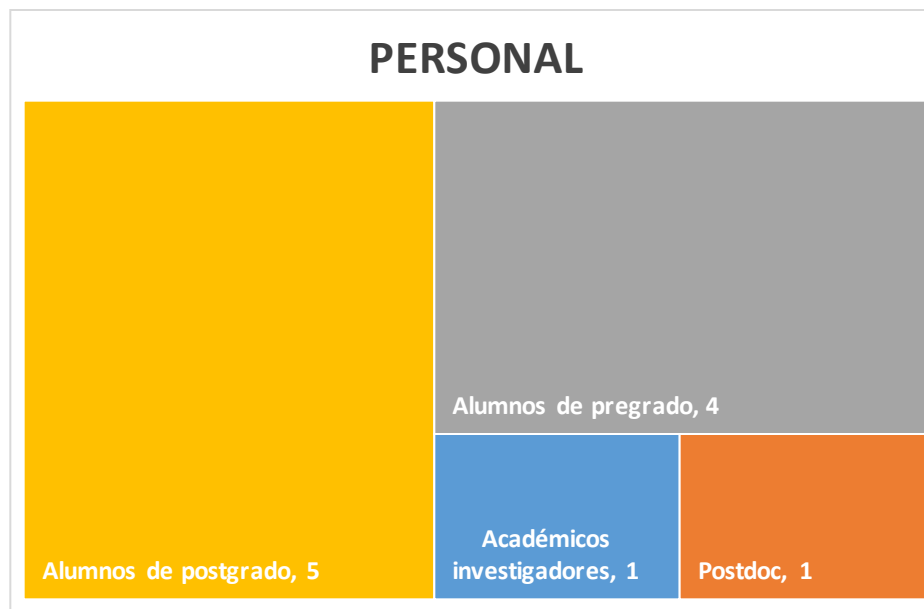 PERSONAL
Alumnos de pregrado, 4
Alumnos de postgrado, 5
Académicos
investigadores, 1
Postdoc, 1